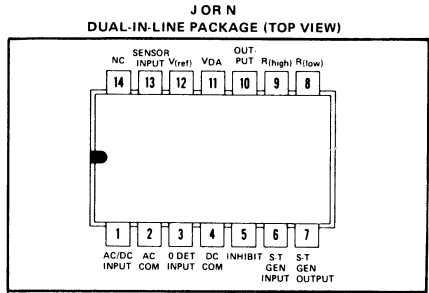 J OR N
DUAL-IN-LINE PACKAGE (TOP VIEW)
SENSOR OUT-
NC INPUT V(ref) VDA PUT R(high) R(low)
14 13 12 11 10 9 8
1 2 3 4 5 6 7
AC/DC AC 0 DET DC INHIBIT S-T S-T
INPUT COM INPUT COM GEN GEN
INPUT OUTPUT